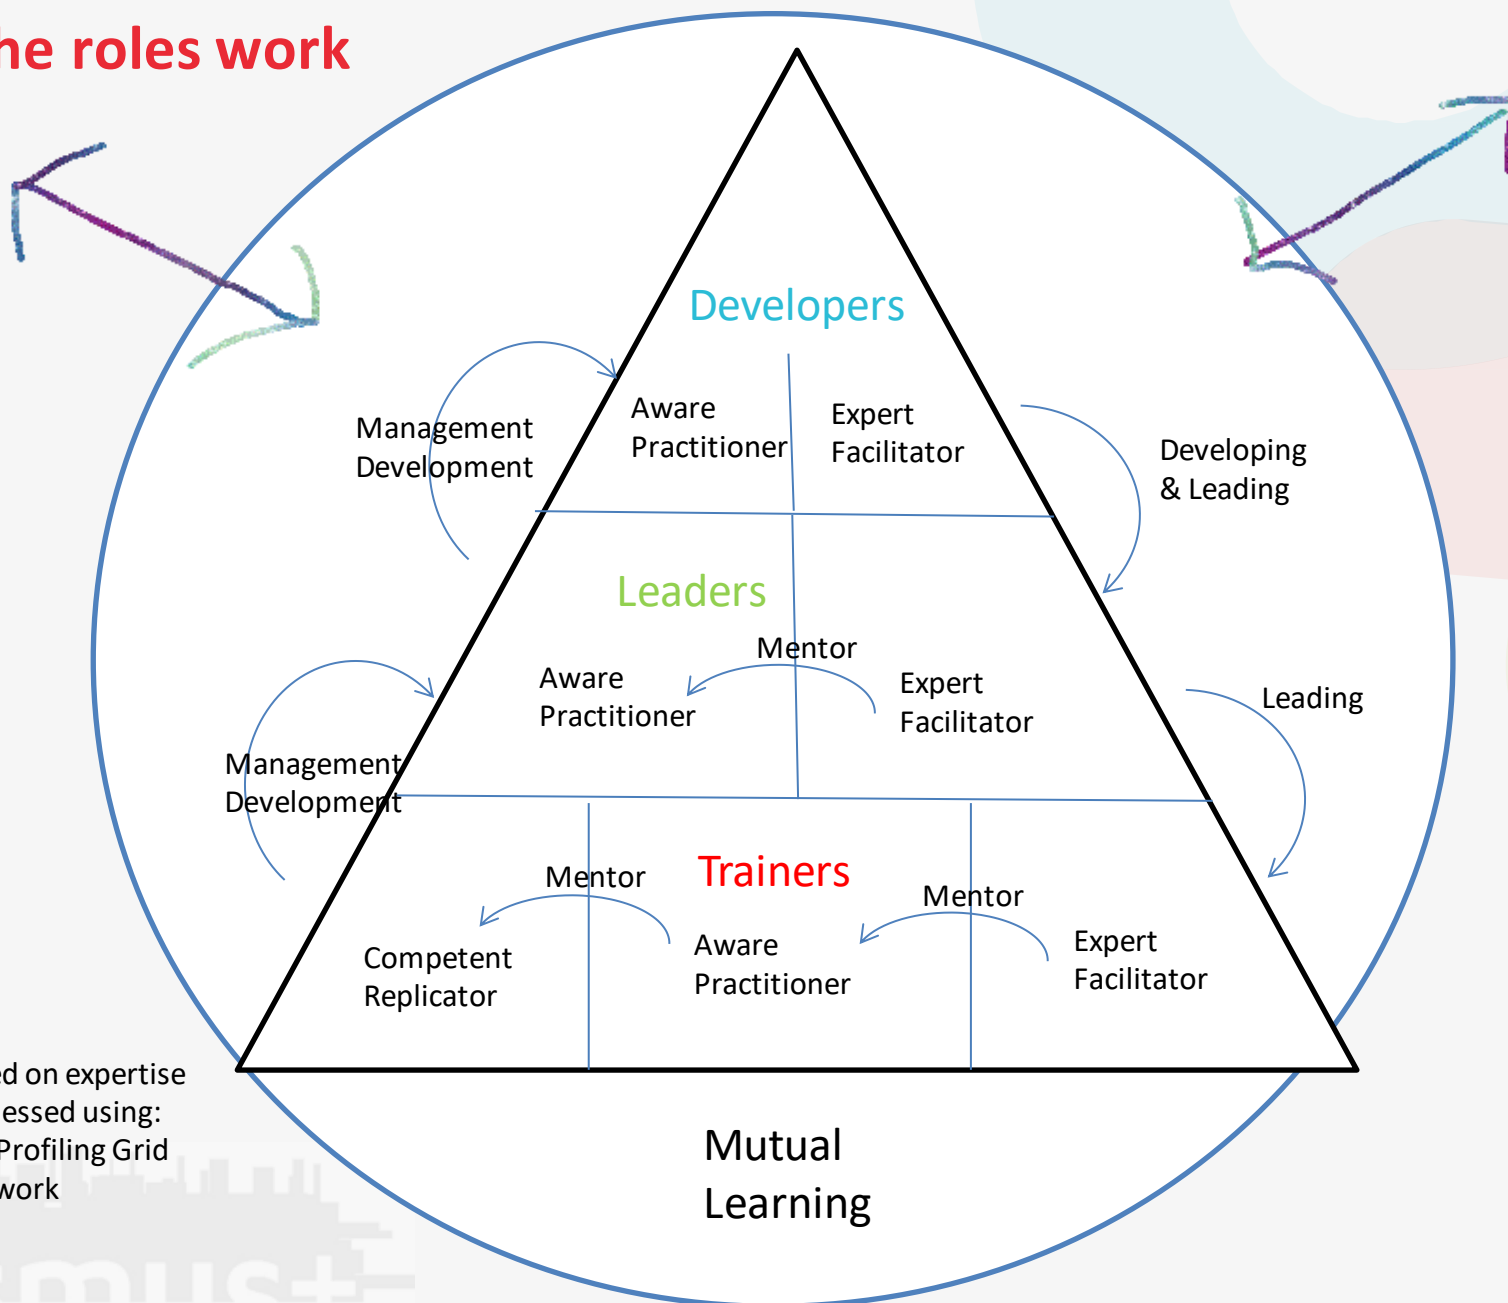 he roles work
Developers
Aware
Practitioner
Expert
Facilitator
Management
Development
Developing
& Leading
Leaders
Mentor
Aware
Practitioner
Expert
Facilitator
Leading
Management
Development
Trainers
Mentor
Mentor
Competent
Replicator
Aware
Practitioner
Expert
Facilitator
ed on expertise
essed using:
Profiling Grid
work
Mutual
Learning
smus+